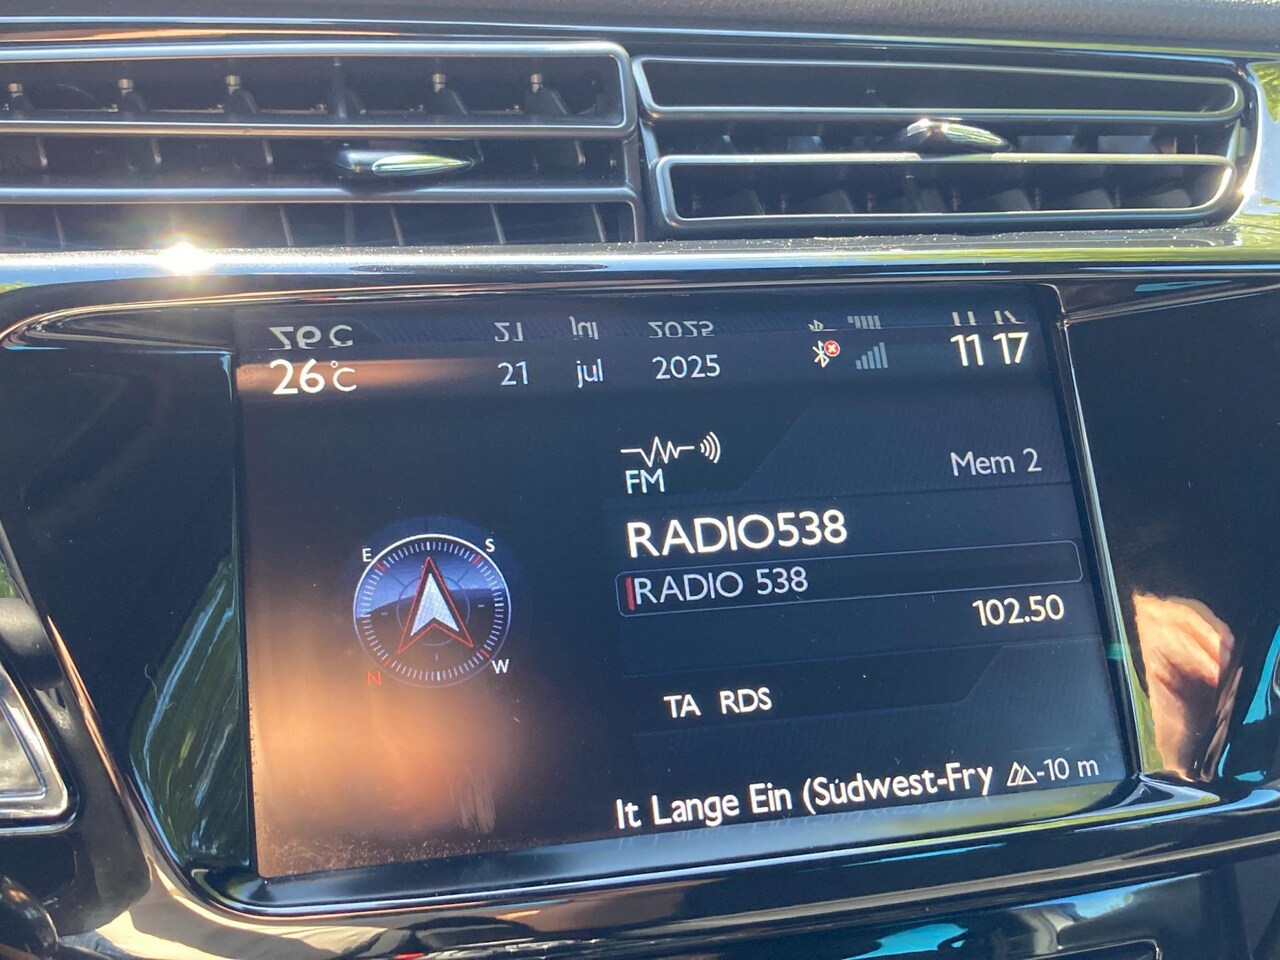 26°C 21 jul 2025 11 17
FM
Mem 2
RADIO538
RADIO 538
102.50
E S
N W
TA RDS
It Lange Ein (Súdwest-Fry -10 m